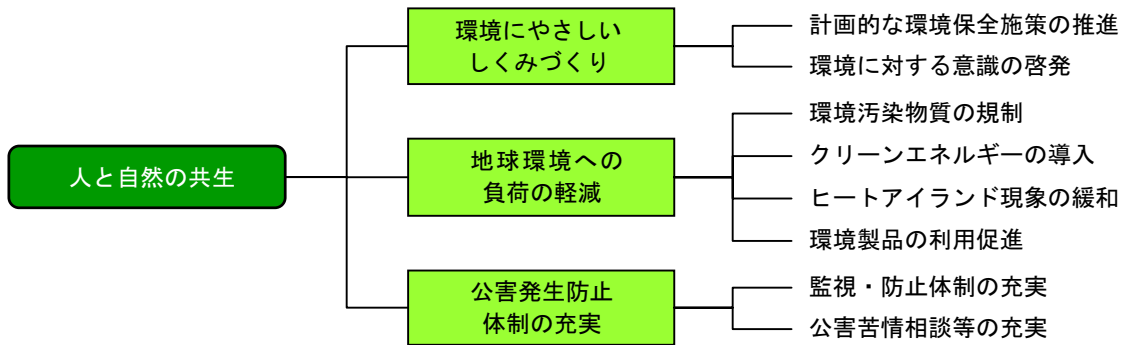 人と自然の共生
環境にやさしい
しくみづくり
計画的な環境保全施策の推進
環境に対する意識の啓発
地球環境への
負荷の軽減
環境汚染物質の規制
クリーンエネルギーの導入
ヒートアイランド現象の緩和
環境製品の利用促進
公害発生防止
体制の充実
監視・防止体制の充実
公害苦情相談等の充実